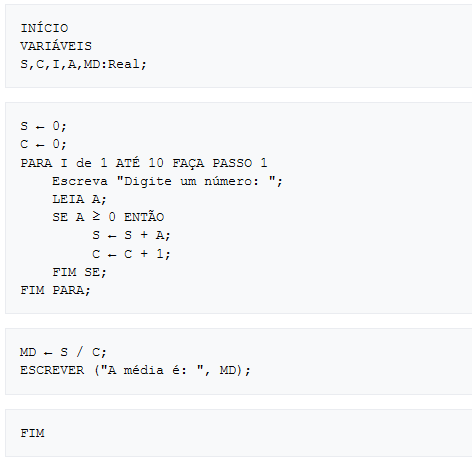 INÍCIO
VARIÁVEIS
S,C,I,A,MD:Real;
S ← 0;
C ← 0;
PARA I de 1 ATÉ 10 FAÇA PASSO 1
Escreva "Digite um número: ";
LEIA A;
SE A ≥ 0 ENTÃO
S ← S + A;
C ← C + 1;
FIM SE;
FIM PARA;
MD ← S / C;
ESCREVER ("A média é: ", MD);
FIM